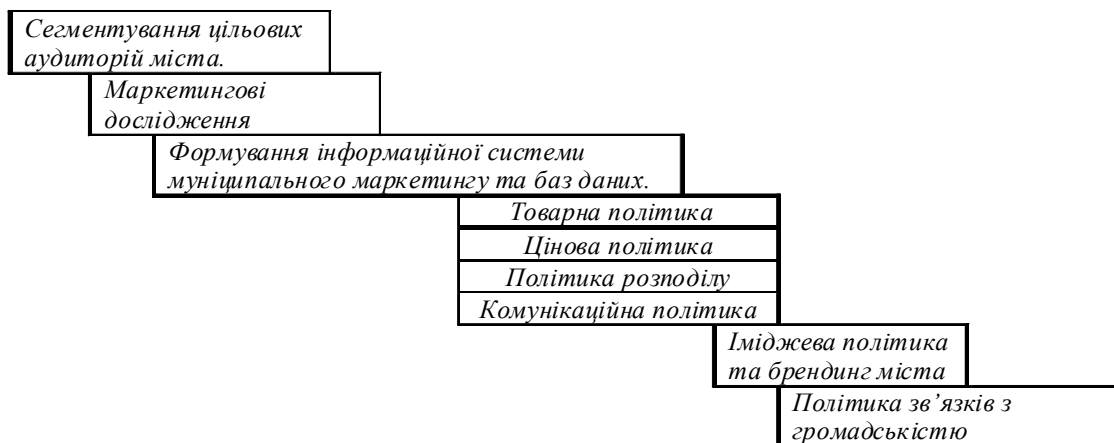 Сегментування цільових
аудиторій міста.
Маркетингові
дослідження
Формування інформаційної системи
муніципального маркетингу та баз даних.
Товарна політика
Цінова політика
Політика розподілу
Комунікаційна політика
Іміджева політика
та брендинг міста
Політика зв’язків з
громадськістю